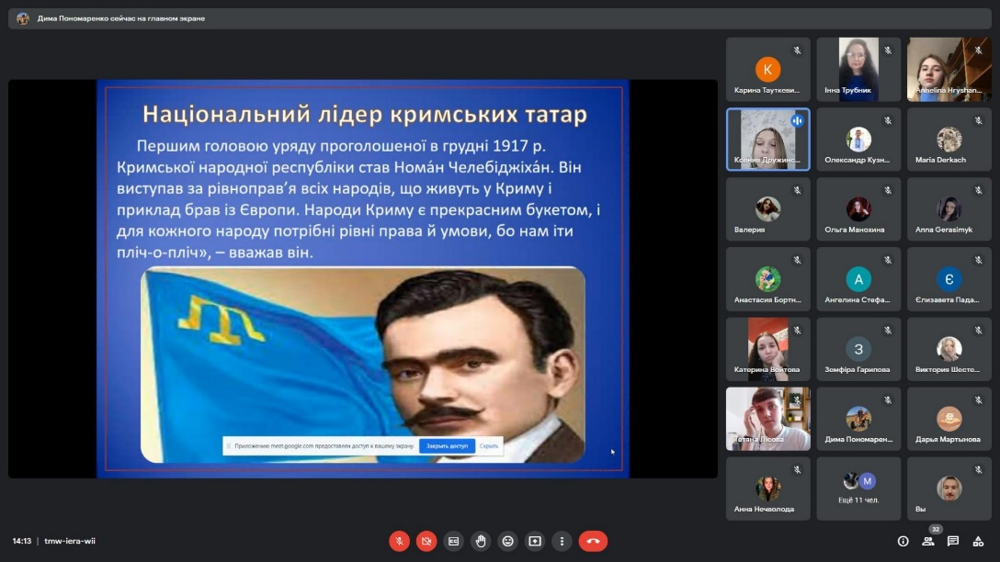 Дима Пономаренко сейчас на главном экране
Національний лідер кримських татар
Першим головою уряду проголошеної в грудні 1917 р.
Кримської народної республіки став Нома́н Челебіджіха́н. Він
виступав за рівноправ’я всіх народів, що живуть у Криму і
приклад брав із Європи. Народи Криму є прекрасним букетом, і
для кожного народу потрібні рівні права й умови, бо нам іти
пліч-о-пліч», – вважав він.
Приложению meet.google.com предоставлен доступ к вашему экрану.
Закрыть доступ
Скрыть
К
Карина Тауткеви...
Інна Трубник
Anhelina Hryshan...
Ксения Дружинс...
Олександр Кузн...
Maria Derkach
Валерия
Ольга Манохина
Anna Gerasimyk
Анастасия Бортн...
А
Ангелина Стефа...
Є
Єлизавета Пада...
Катерина Войтова
З
Земфіра Гарипова
Виктория Шесте...
Тетяна Лісова
Дима Пономарен...
Дарья Мартынова
Анна Нечволода
М
Ещё 11 чел.
Вы
14:13 | tmw-iera-wii
32